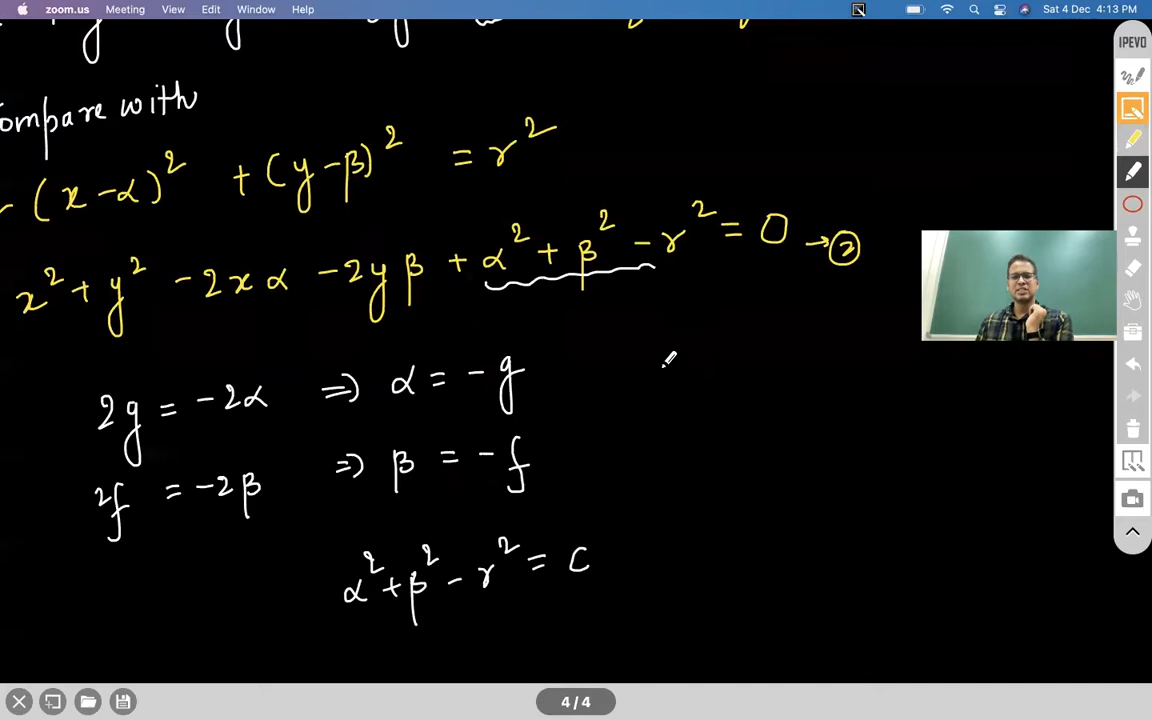 zoom.us Meeting View Edit Window Help Sat 4 Dec 4:13 PM
IPEVO
ompare with
(x-α)² + (y-β)² = r²
x² + y² - 2xα - 2yβ + α² + β² - r² = 0 → ②
2g = -2α ⇒ α = -g
2f = -2β ⇒ β = -f
α² + β² - r² = c
4/4